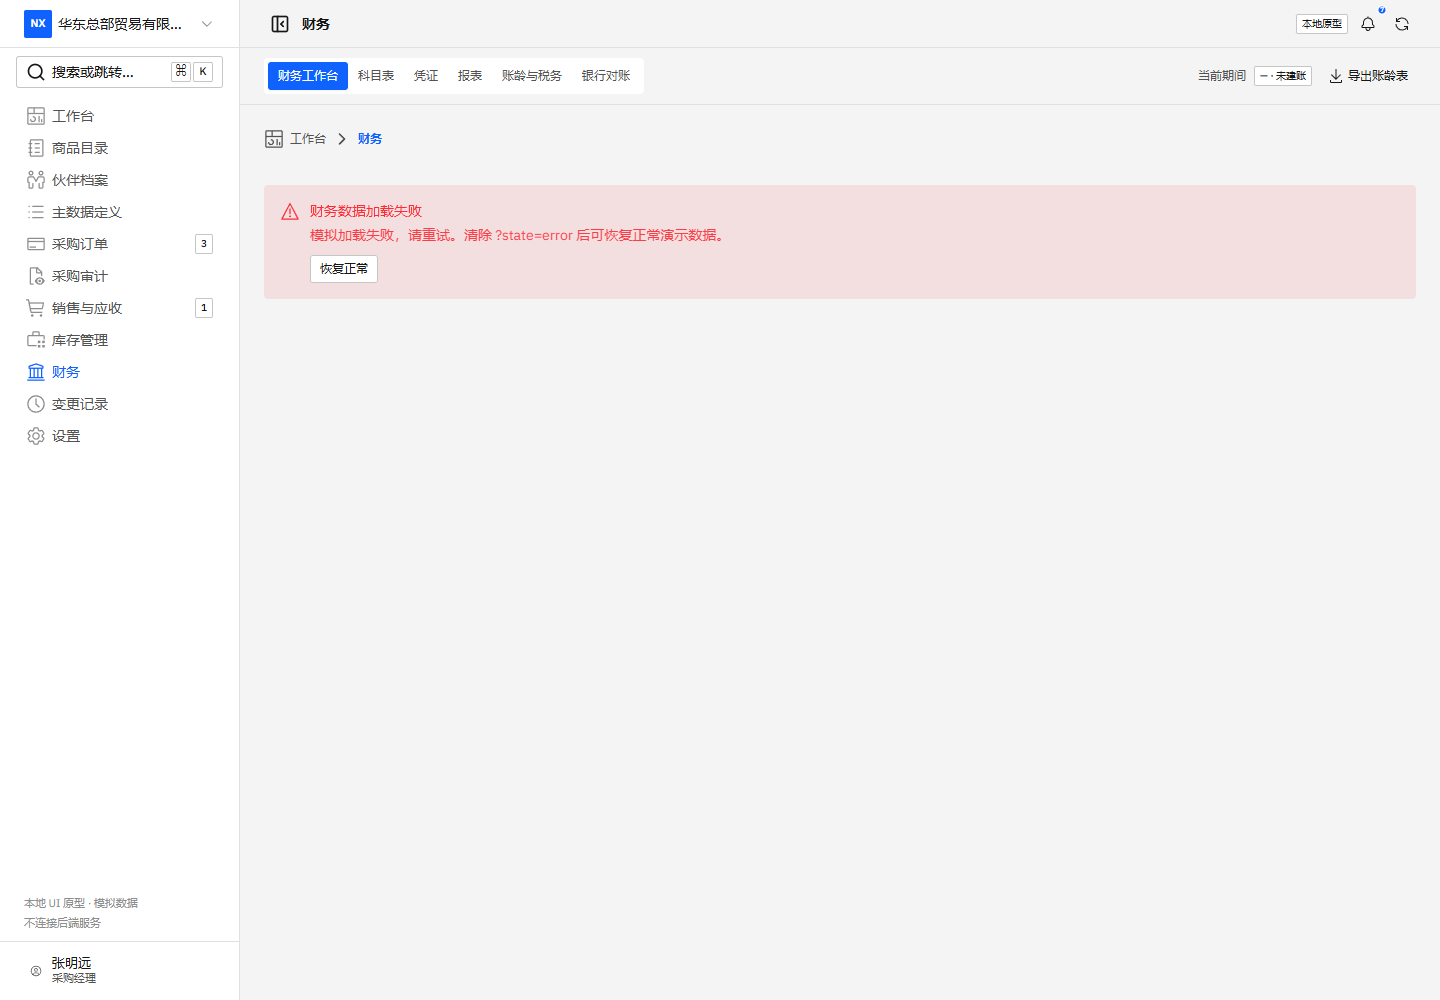 NX 华东总部贸易有限...
搜索或跳转... ⌘ K
工作台
商品目录
伙伴档案
主数据定义
采购订单 3
采购审计
销售与应收 1
库存管理
财务
变更记录
设置
本地 UI 原型 · 模拟数据
不连接后端服务
张明远
采购经理
财务
本地原型
7
财务工作台 科目表 凭证 报表 账龄与税务 银行对账
当前期间 — · 未建账 导出账龄表
工作台 > 财务
财务数据加载失败
模拟加载失败，请重试。清除 ?state=error 后可恢复正常演示数据。
恢复正常